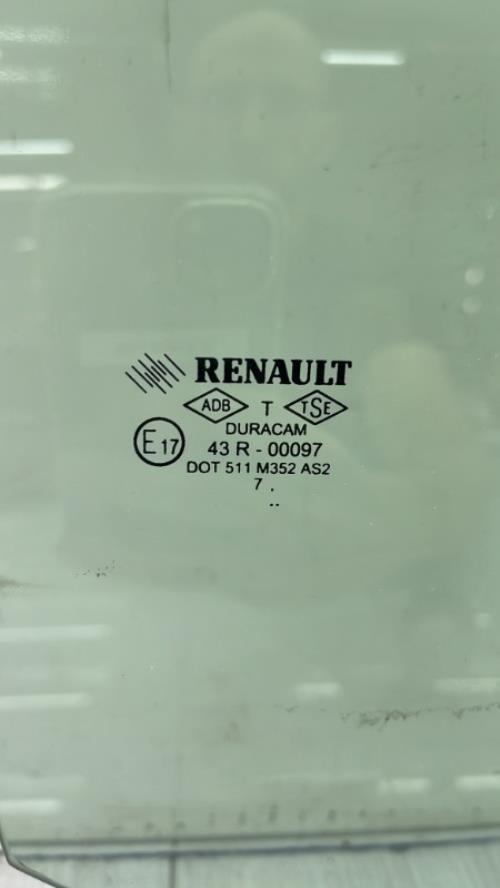 RENAULT
ADB T TSE
DURACAM
E17 43 R - 00097
DOT 511 M352 AS2
7 .
..